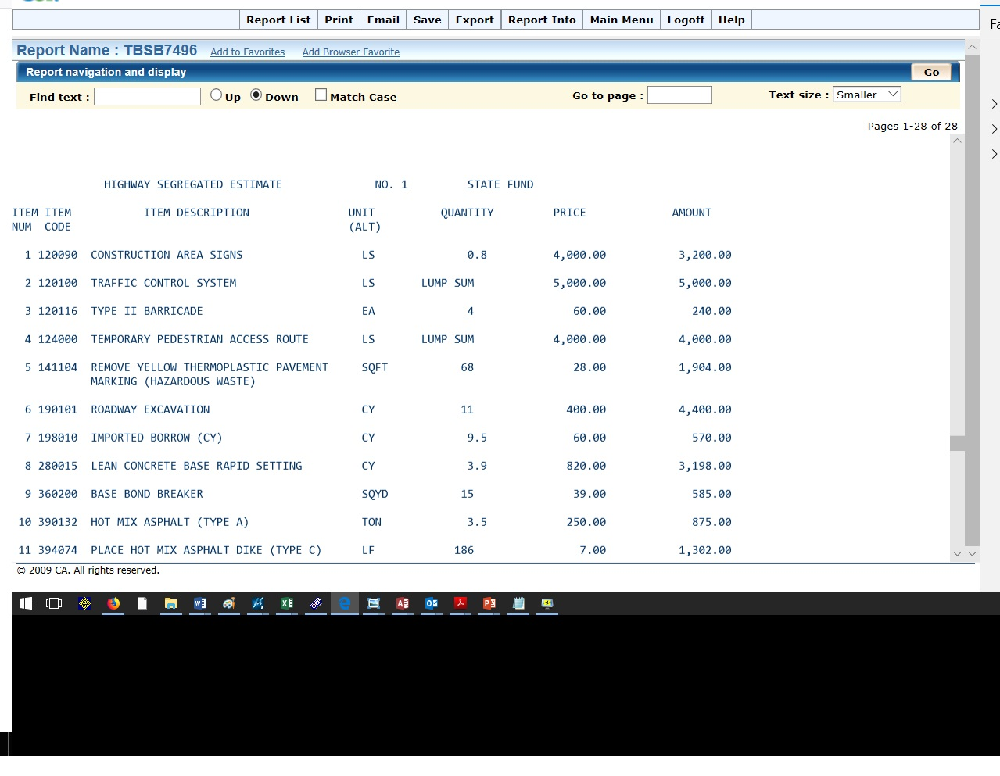 Report List Print Email Save Export Report Info Main Menu Logoff Help
Report Name : TBSB7496 Add to Favorites Add Browser Favorite
Report navigation and display Go
Find text : Up Down Match Case Go to page : Text size : Smaller
Pages 1-28 of 28
HIGHWAY SEGREGATED ESTIMATE NO. 1 STATE FUND
ITEM ITEM ITEM DESCRIPTION UNIT QUANTITY PRICE AMOUNT
NUM CODE (ALT)
1 120090 CONSTRUCTION AREA SIGNS LS 0.8 4,000.00 3,200.00
2 120100 TRAFFIC CONTROL SYSTEM LS LUMP SUM 5,000.00 5,000.00
3 120116 TYPE II BARRICADE EA 4 60.00 240.00
4 124000 TEMPORARY PEDESTRIAN ACCESS ROUTE LS LUMP SUM 4,000.00 4,000.00
5 141104 REMOVE YELLOW THERMOPLASTIC PAVEMENT SQFT 68 28.00 1,904.00
MARKING (HAZARDOUS WASTE)
6 190101 ROADWAY EXCAVATION CY 11 400.00 4,400.00
7 198010 IMPORTED BORROW (CY) CY 9.5 60.00 570.00
8 280015 LEAN CONCRETE BASE RAPID SETTING CY 3.9 820.00 3,198.00
9 360200 BASE BOND BREAKER SQYD 15 39.00 585.00
10 390132 HOT MIX ASPHALT (TYPE A) TON 3.5 250.00 875.00
11 394074 PLACE HOT MIX ASPHALT DIKE (TYPE C) LF 186 7.00 1,302.00
© 2009 CA. All rights reserved.